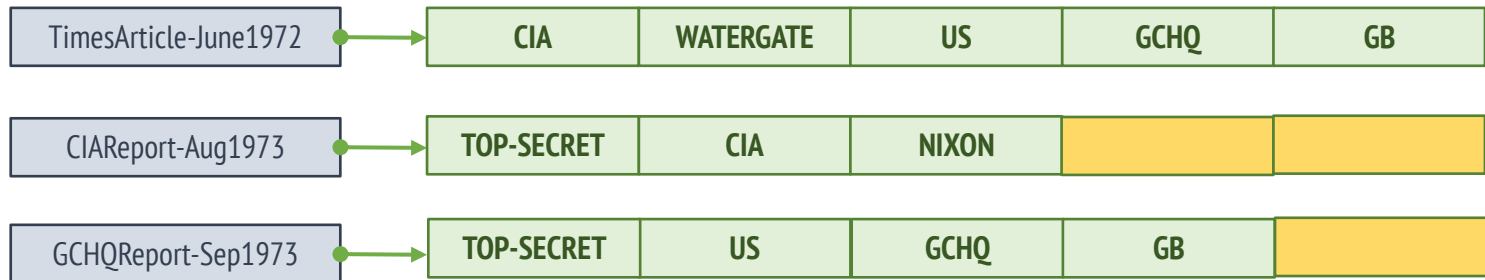 TimesArticle-June1972 CIA WATERGATE US GCHQ GB
CIAReport-Aug1973 TOP-SECRET CIA NIXON
GCHQReport-Sep1973 TOP-SECRET US GCHQ GB